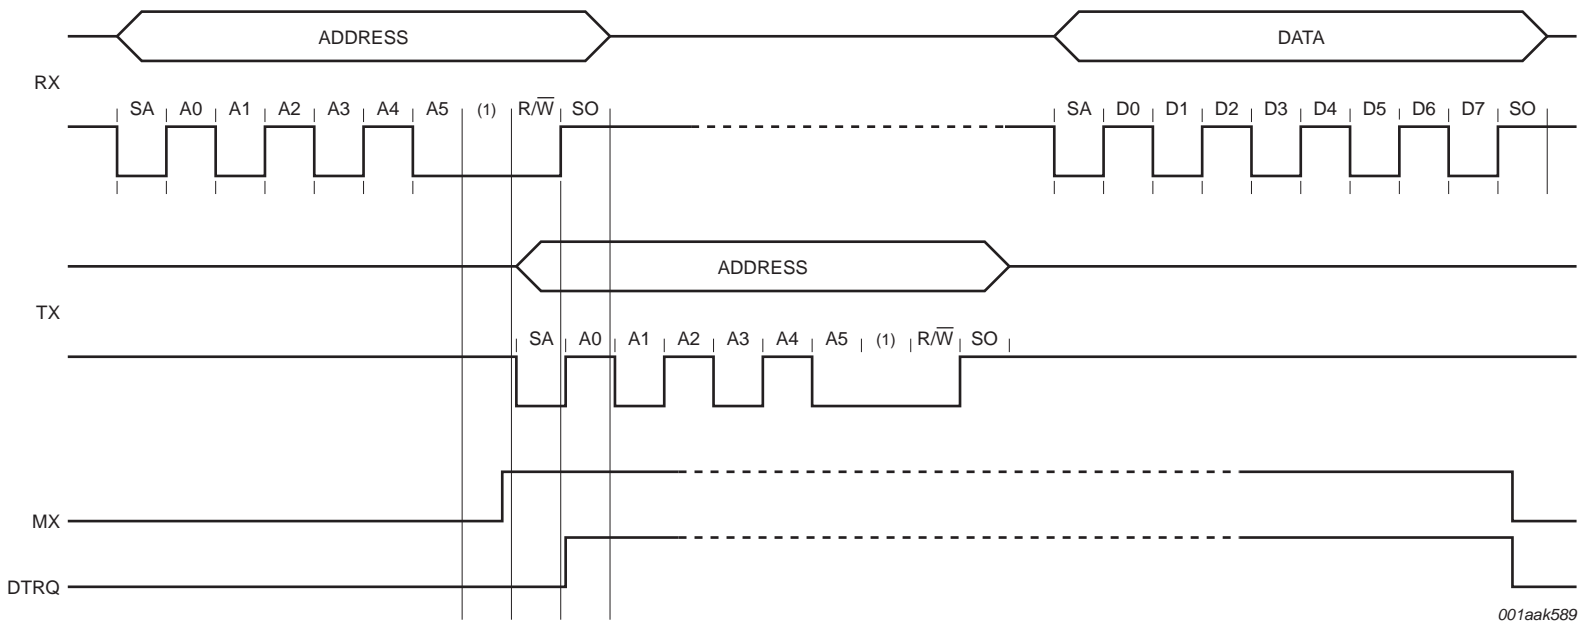 ADDRESS DATA
RX
SA A0 A1 A2 A3 A4 A5 (1) R/W̅ SO SA D0 D1 D2 D3 D4 D5 D6 D7 SO
ADDRESS
TX
SA A0 A1 A2 A3 A4 A5 (1) R/W̅ SO
MX
DTRQ
001aak589